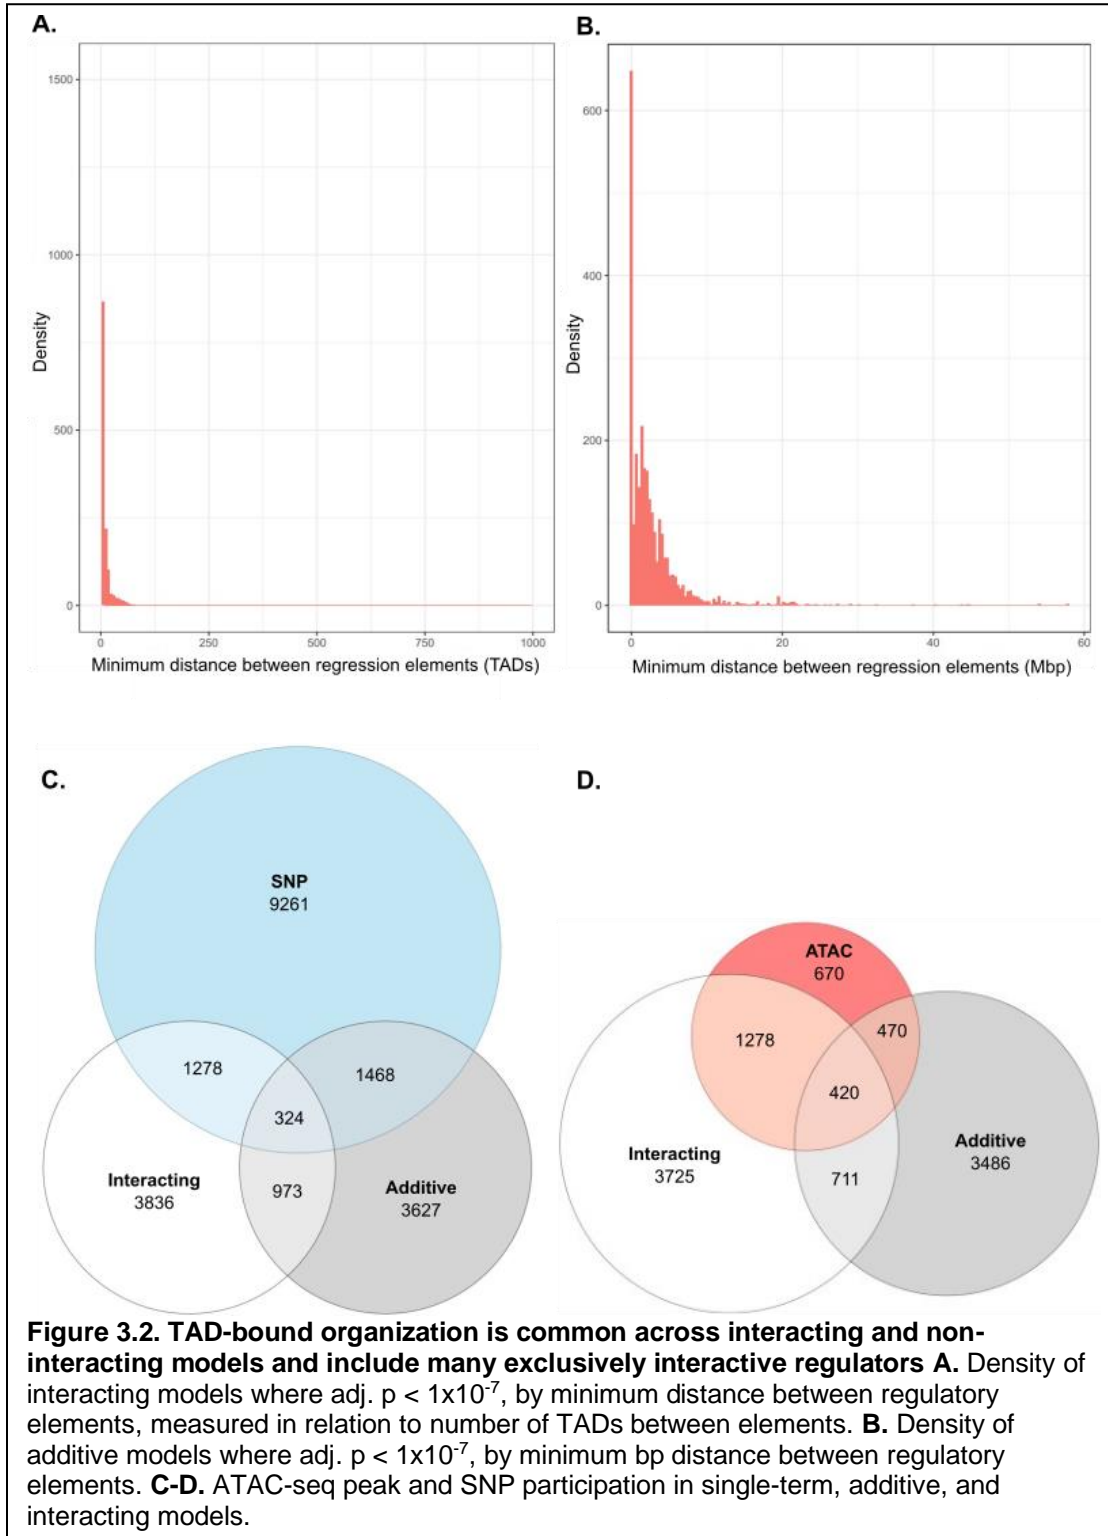 A.
1500
1000
500
0
Density
0 250 500 750 1000
Minimum distance between regression elements (TADs)
B.
600
400
200
0
Density
0 20 40 60
Minimum distance between regression elements (Mbp)
C.
SNP
9261
1278
1468
324
Interacting
3836
973
Additive
3627
D.
ATAC
670
1278
470
420
Interacting
3725
Additive
3486
711
Figure 3.2. TAD-bound organization is common across interacting and non-
interacting models and include many exclusively interactive regulators A. Density of
interacting models where adj. p < 1x10⁻⁷, by minimum distance between regulatory
elements, measured in relation to number of TADs between elements. B. Density of
additive models where adj. p < 1x10⁻⁷, by minimum bp distance between regulatory
elements. C-D. ATAC-seq peak and SNP participation in single-term, additive, and
interacting models.